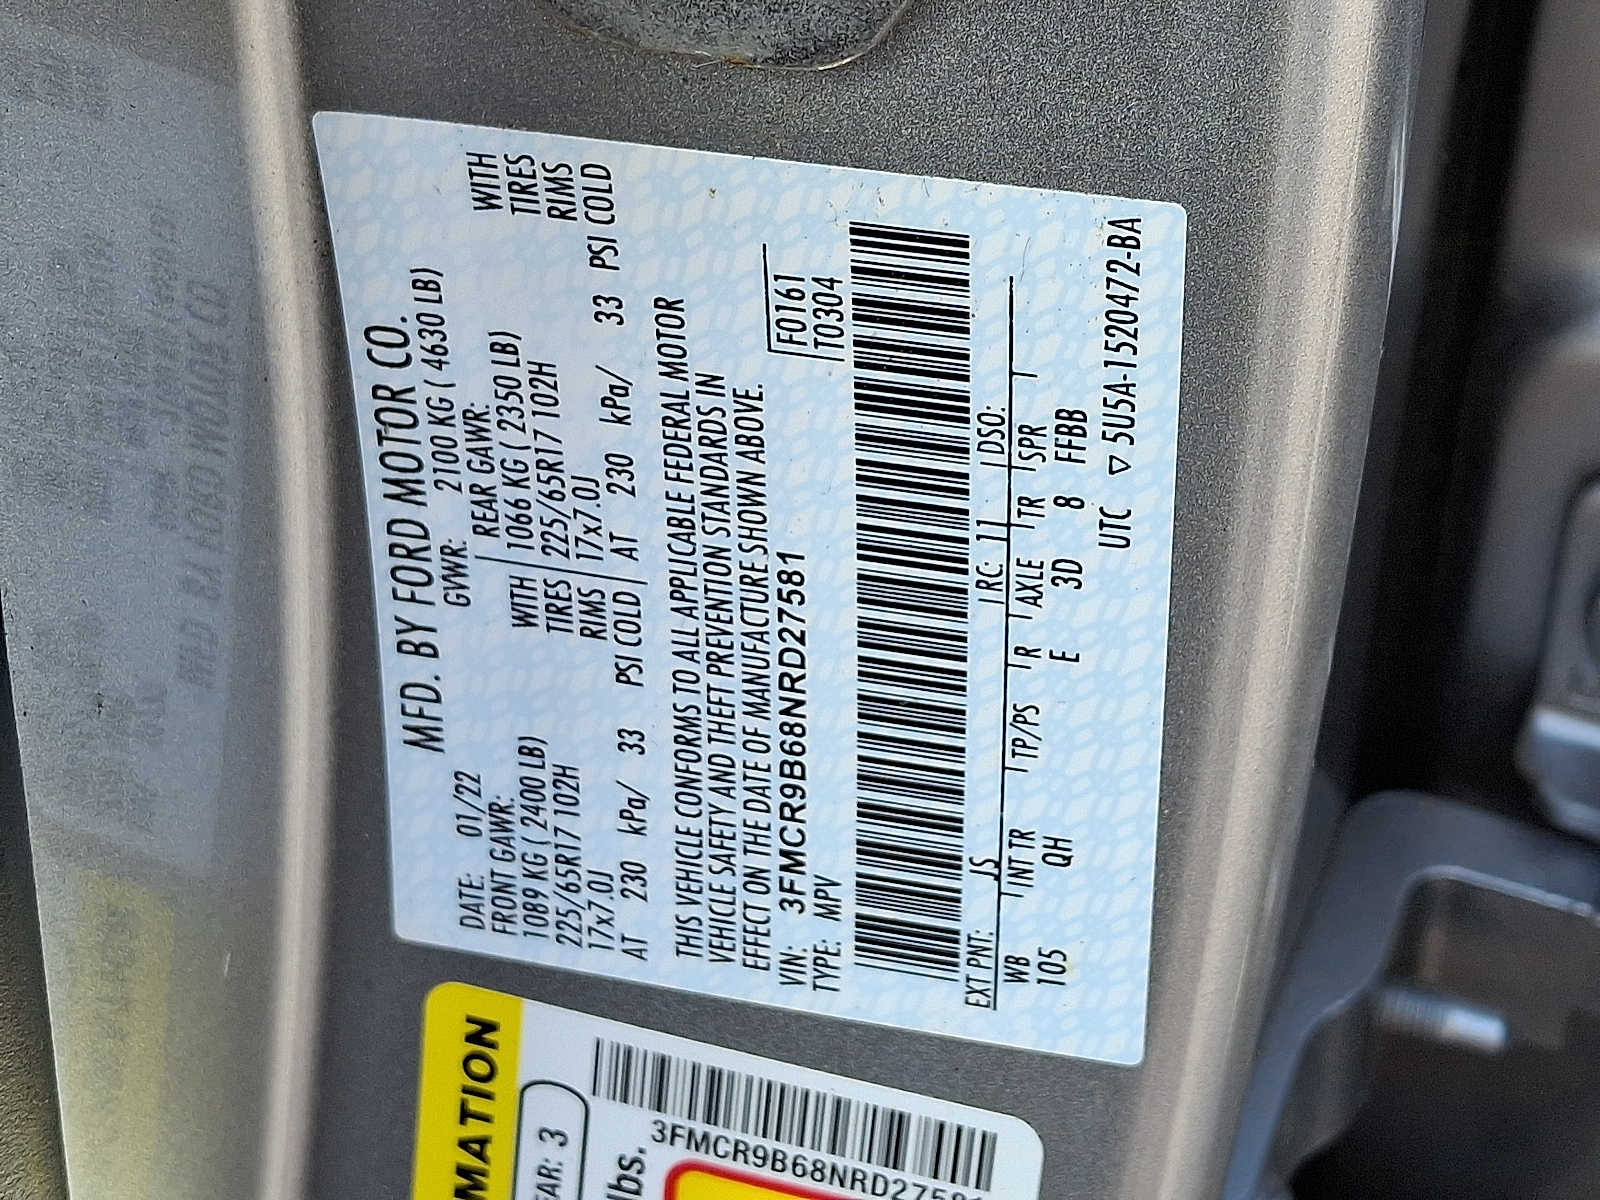 MFD. BY FORD MOTOR CO.
DATE: 01/22 GVWR: 2100 KG ( 4630 LB)
FRONT GAWR: REAR GAWR:
1089 KG ( 2400 LB) WITH 1066 KG ( 2350 LB) WITH
225/65R17 102H TIRES 225/65R17 102H TIRES
17x7.0J RIMS 17x7.0J RIMS
AT 230 kPa/ 33 PSI COLD AT 230 kPa/ 33 PSI COLD
THIS VEHICLE CONFORMS TO ALL APPLICABLE FEDERAL MOTOR
VEHICLE SAFETY AND THEFT PREVENTION STANDARDS IN
EFFECT ON THE DATE OF MANUFACTURE SHOWN ABOVE.
VIN: 3FMCR9B68NRD27581 F0161
TYPE: MPV T0304
EXT PNT: JS RC: 11 DSO:
WB INT TR TP/PS R AXLE TR SPR
105 QH E 3D 8 FFBB
UTC ▽ 5U5A-1520472-BA
MATION
AR: 3
lbs.
3FMCR9B68NRD27581